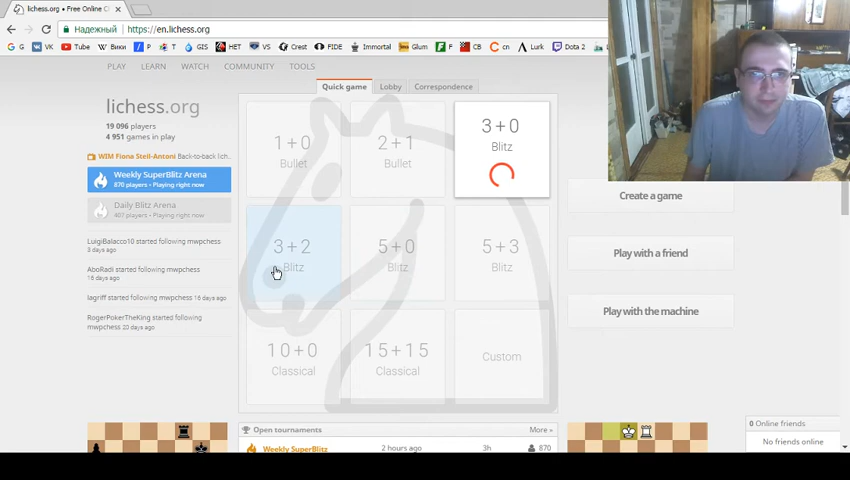 lichess.org • Free Online C
Надежный
https://en.lichess.org
G
VK
Tube
Вики
T
GIS
HET
VS
Crest
FIDE
Immortal
Glum
F
CB
cn
Lurk
Dota 2
PLAY
LEARN
WATCH
COMMUNITY
TOOLS
Quick game
Lobby
Correspondence
lichess.org
19 096 players
4 951 games in play
WIM Fiona Steil-Antoni Back-to-back lich..
Weekly SuperBlitz Arena
870 players • Playing right now
Daily Blitz Arena
401 players • Playing right now
LuigiBalacco10 started following mwpchess
3 days ago
AboRadi started following mwpchess
16 days ago
lagriff started following mwpchess 16 days ago
RogerPokerTheKing started following
mwpchess 20 days ago
1+0
Bullet
2+1
Bullet
3+0
Blitz
3+2
Blitz
5+0
Blitz
5+3
Blitz
10+0
Classical
15+15
Classical
Custom
Create a game
Play with a friend
Play with the machine
Open tournaments
More »
Weekly SuperBlitz
2 hours ago
3h
870
0 Online friends
No friends online